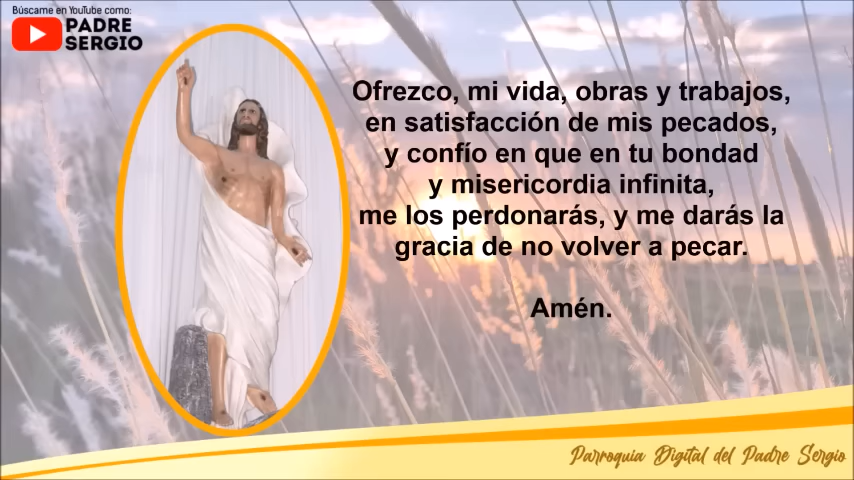 Búscame en YouTube como:
PADRE
SERGIO
Ofrezco, mi vida, obras y trabajos,
en satisfacción de mis pecados,
y confío en que en tu bondad
y misericordia infinita,
me los perdonarás, y me darás la
gracia de no volver a pecar.
Amén.
Parroquia Digital del Padre Sergio